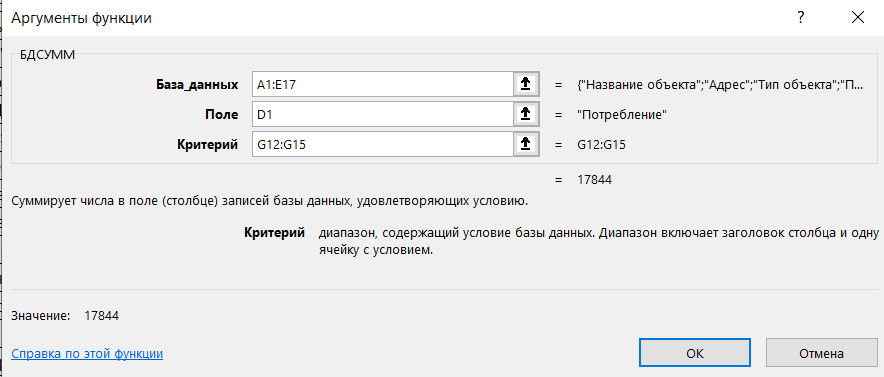 Аргументы функции
? ×
БДСУММ
База_данных A1:E17 = {"Название объекта";"Адрес";"Тип объекта";"П...
Поле D1 = "Потребление"
Критерий G12:G15 = G12:G15
= 17844
Суммирует числа в поле (столбце) записей базы данных, удовлетворяющих условию.
Критерий диапазон, содержащий условие базы данных. Диапазон включает заголовок столбца и одну
ячейку с условием.
Значение: 17844
Справка по этой функции ОК Отмена